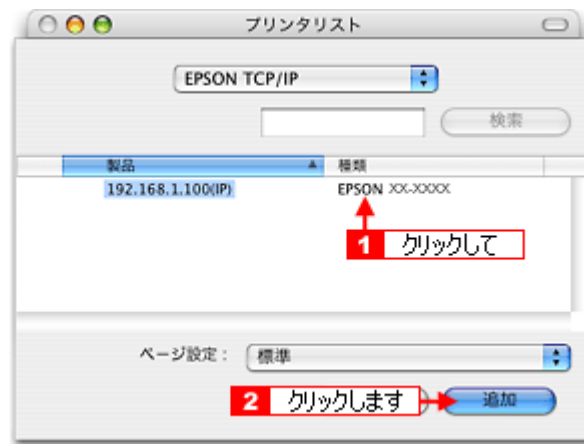 プリンタリスト
EPSON TCP/IP
検索
製品 種類
192.168.1.100(IP) EPSON XX-XXXX
1 クリックして
ページ設定： 標準
2 クリックします 追加